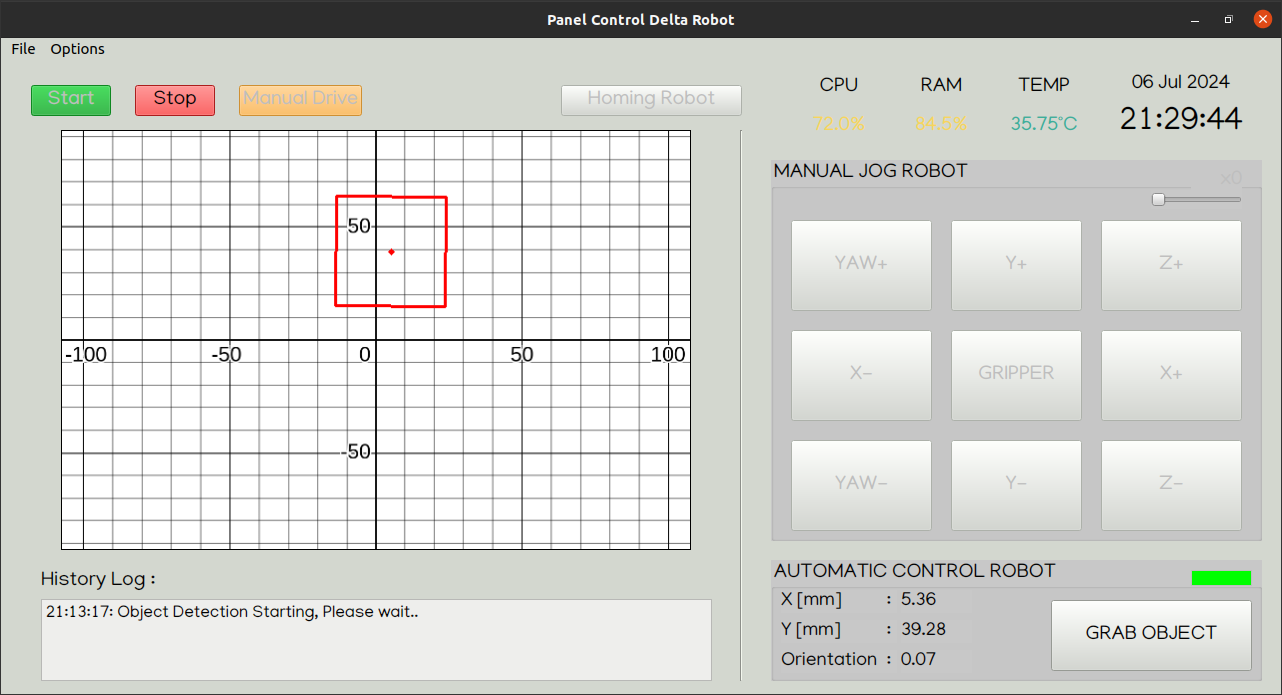 Panel Control Delta Robot
File Options
Start Stop Manual Drive Homing Robot
CPU RAM TEMP 06 Jul 2024
72.0% 84.5% 35.75°C 21:29:44
50
-100 -50 0 50 100
-50
MANUAL JOG ROBOT
x0
YAW+ Y+ Z+
X- GRIPPER X+
YAW- Y- Z-
History Log :
21:13:17: Object Detection Starting, Please wait..
AUTOMATIC CONTROL ROBOT
X [mm] : 5.36
Y [mm] : 39.28
Orientation : 0.07
GRAB OBJECT